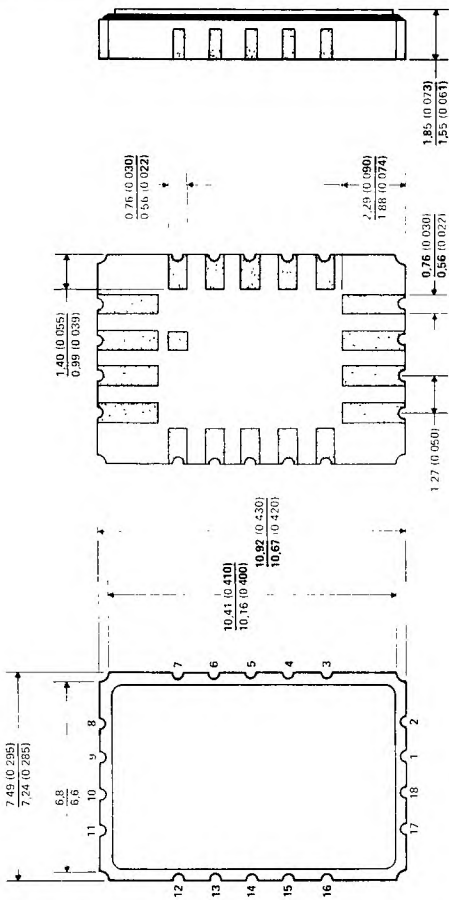 1,85 (0 073)
1,55 (0 061)
0,76 (0 030)
0 56 (0 022)
2,29 (0 090)
1 88 (0 074)
1,40 (0 055)
0,99 (0 039)
0,76 (0 030)
0,56 (0 022)
1 27 (0 050)
10,92 (0 430)
10,67 (0 420)
10,41 (0 410)
10,16 (0 400)
7 49 (0 295)
7,24 (0 285)
6,8
6,6
7
6
5
4
3
8
9
10
11
2
1
18
17
12
13
14
15
16